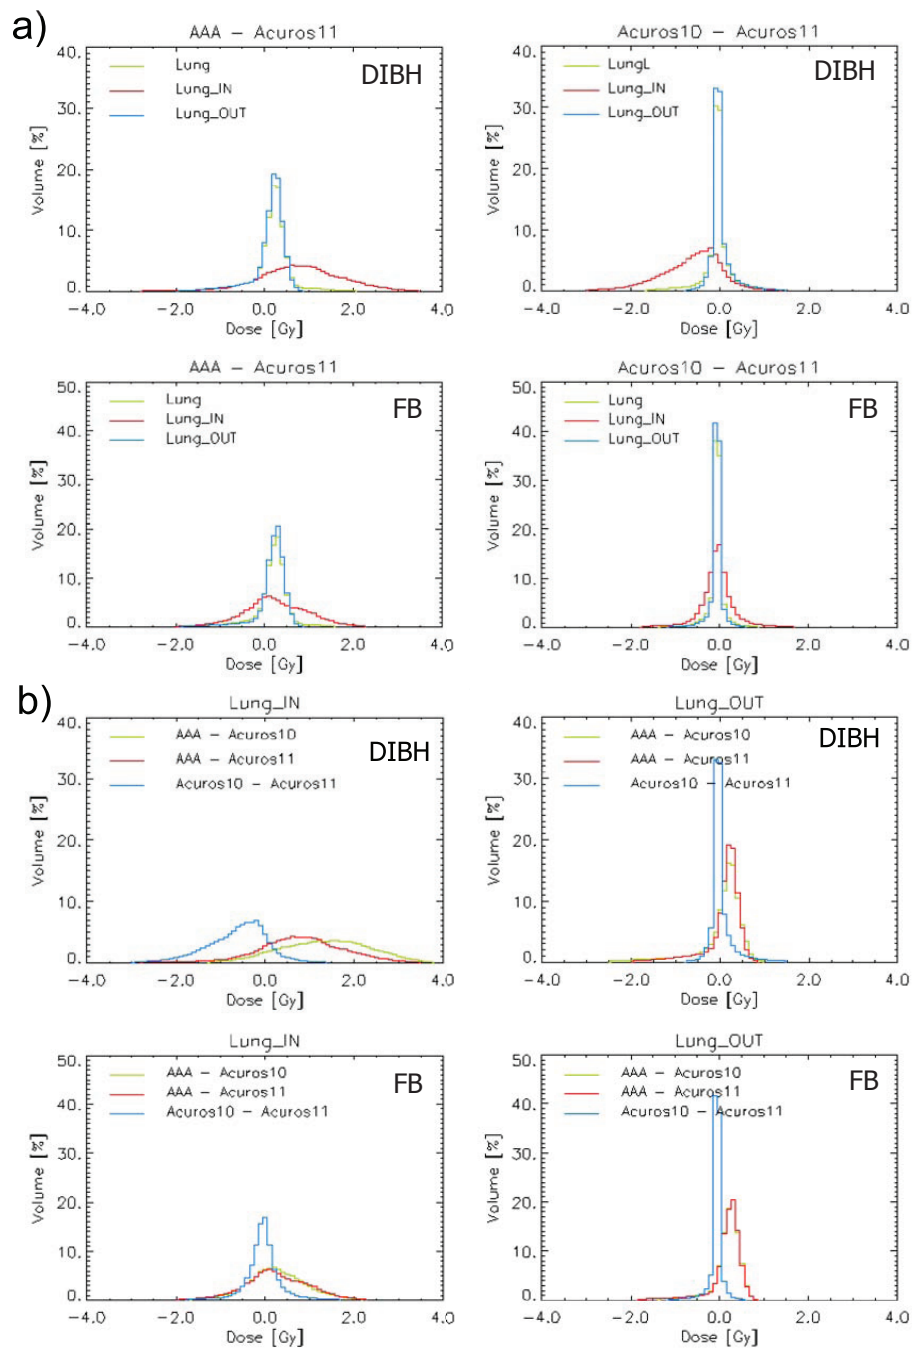 a)
AAA – Acuros11
40.
30.
20.
10.
0.
Volume [%]
Lung
Lung_IN
Lung_OUT
DIBH
−4.0 −2.0 0.0 2.0 4.0
Dose [Gy]
Acuros10 – Acuros11
40.
30.
20.
10.
0.
Volume [%]
LungL
Lung_IN
Lung_OUT
DIBH
−4.0 −2.0 0.0 2.0 4.0
Dose [Gy]
AAA – Acuros11
50.
40.
30.
20.
10.
0.
Volume [%]
Lung
Lung_IN
Lung_OUT
FB
−4.0 −2.0 0.0 2.0 4.0
Dose [Gy]
Acuros10 – Acuros11
50.
40.
30.
20.
10.
0.
Volume [%]
Lung
Lung_IN
Lung_OUT
FB
−4.0 −2.0 0.0 2.0 4.0
Dose [Gy]
b)
Lung_IN
40.
30.
20.
10.
0.
Volume [%]
AAA – Acuros10
AAA – Acuros11
Acuros10 – Acuros11
DIBH
−4.0 −2.0 0.0 2.0 4.0
Dose [Gy]
Lung_OUT
40.
30.
20.
10.
0.
Volume [%]
AAA – Acuros10
AAA – Acuros11
Acuros10 – Acuros11
DIBH
−4.0 −2.0 0.0 2.0 4.0
Dose [Gy]
Lung_IN
50.
40.
30.
20.
10.
0.
Volume [%]
AAA – Acuros10
AAA – Acuros11
Acuros10 – Acuros11
FB
−4.0 −2.0 0.0 2.0 4.0
Dose [Gy]
Lung_OUT
50.
40.
30.
20.
10.
0.
Volume [%]
AAA – Acuros10
AAA – Acuros11
Acuros10 – Acuros11
FB
−4.0 −2.0 0.0 2.0 4.0
Dose [Gy]